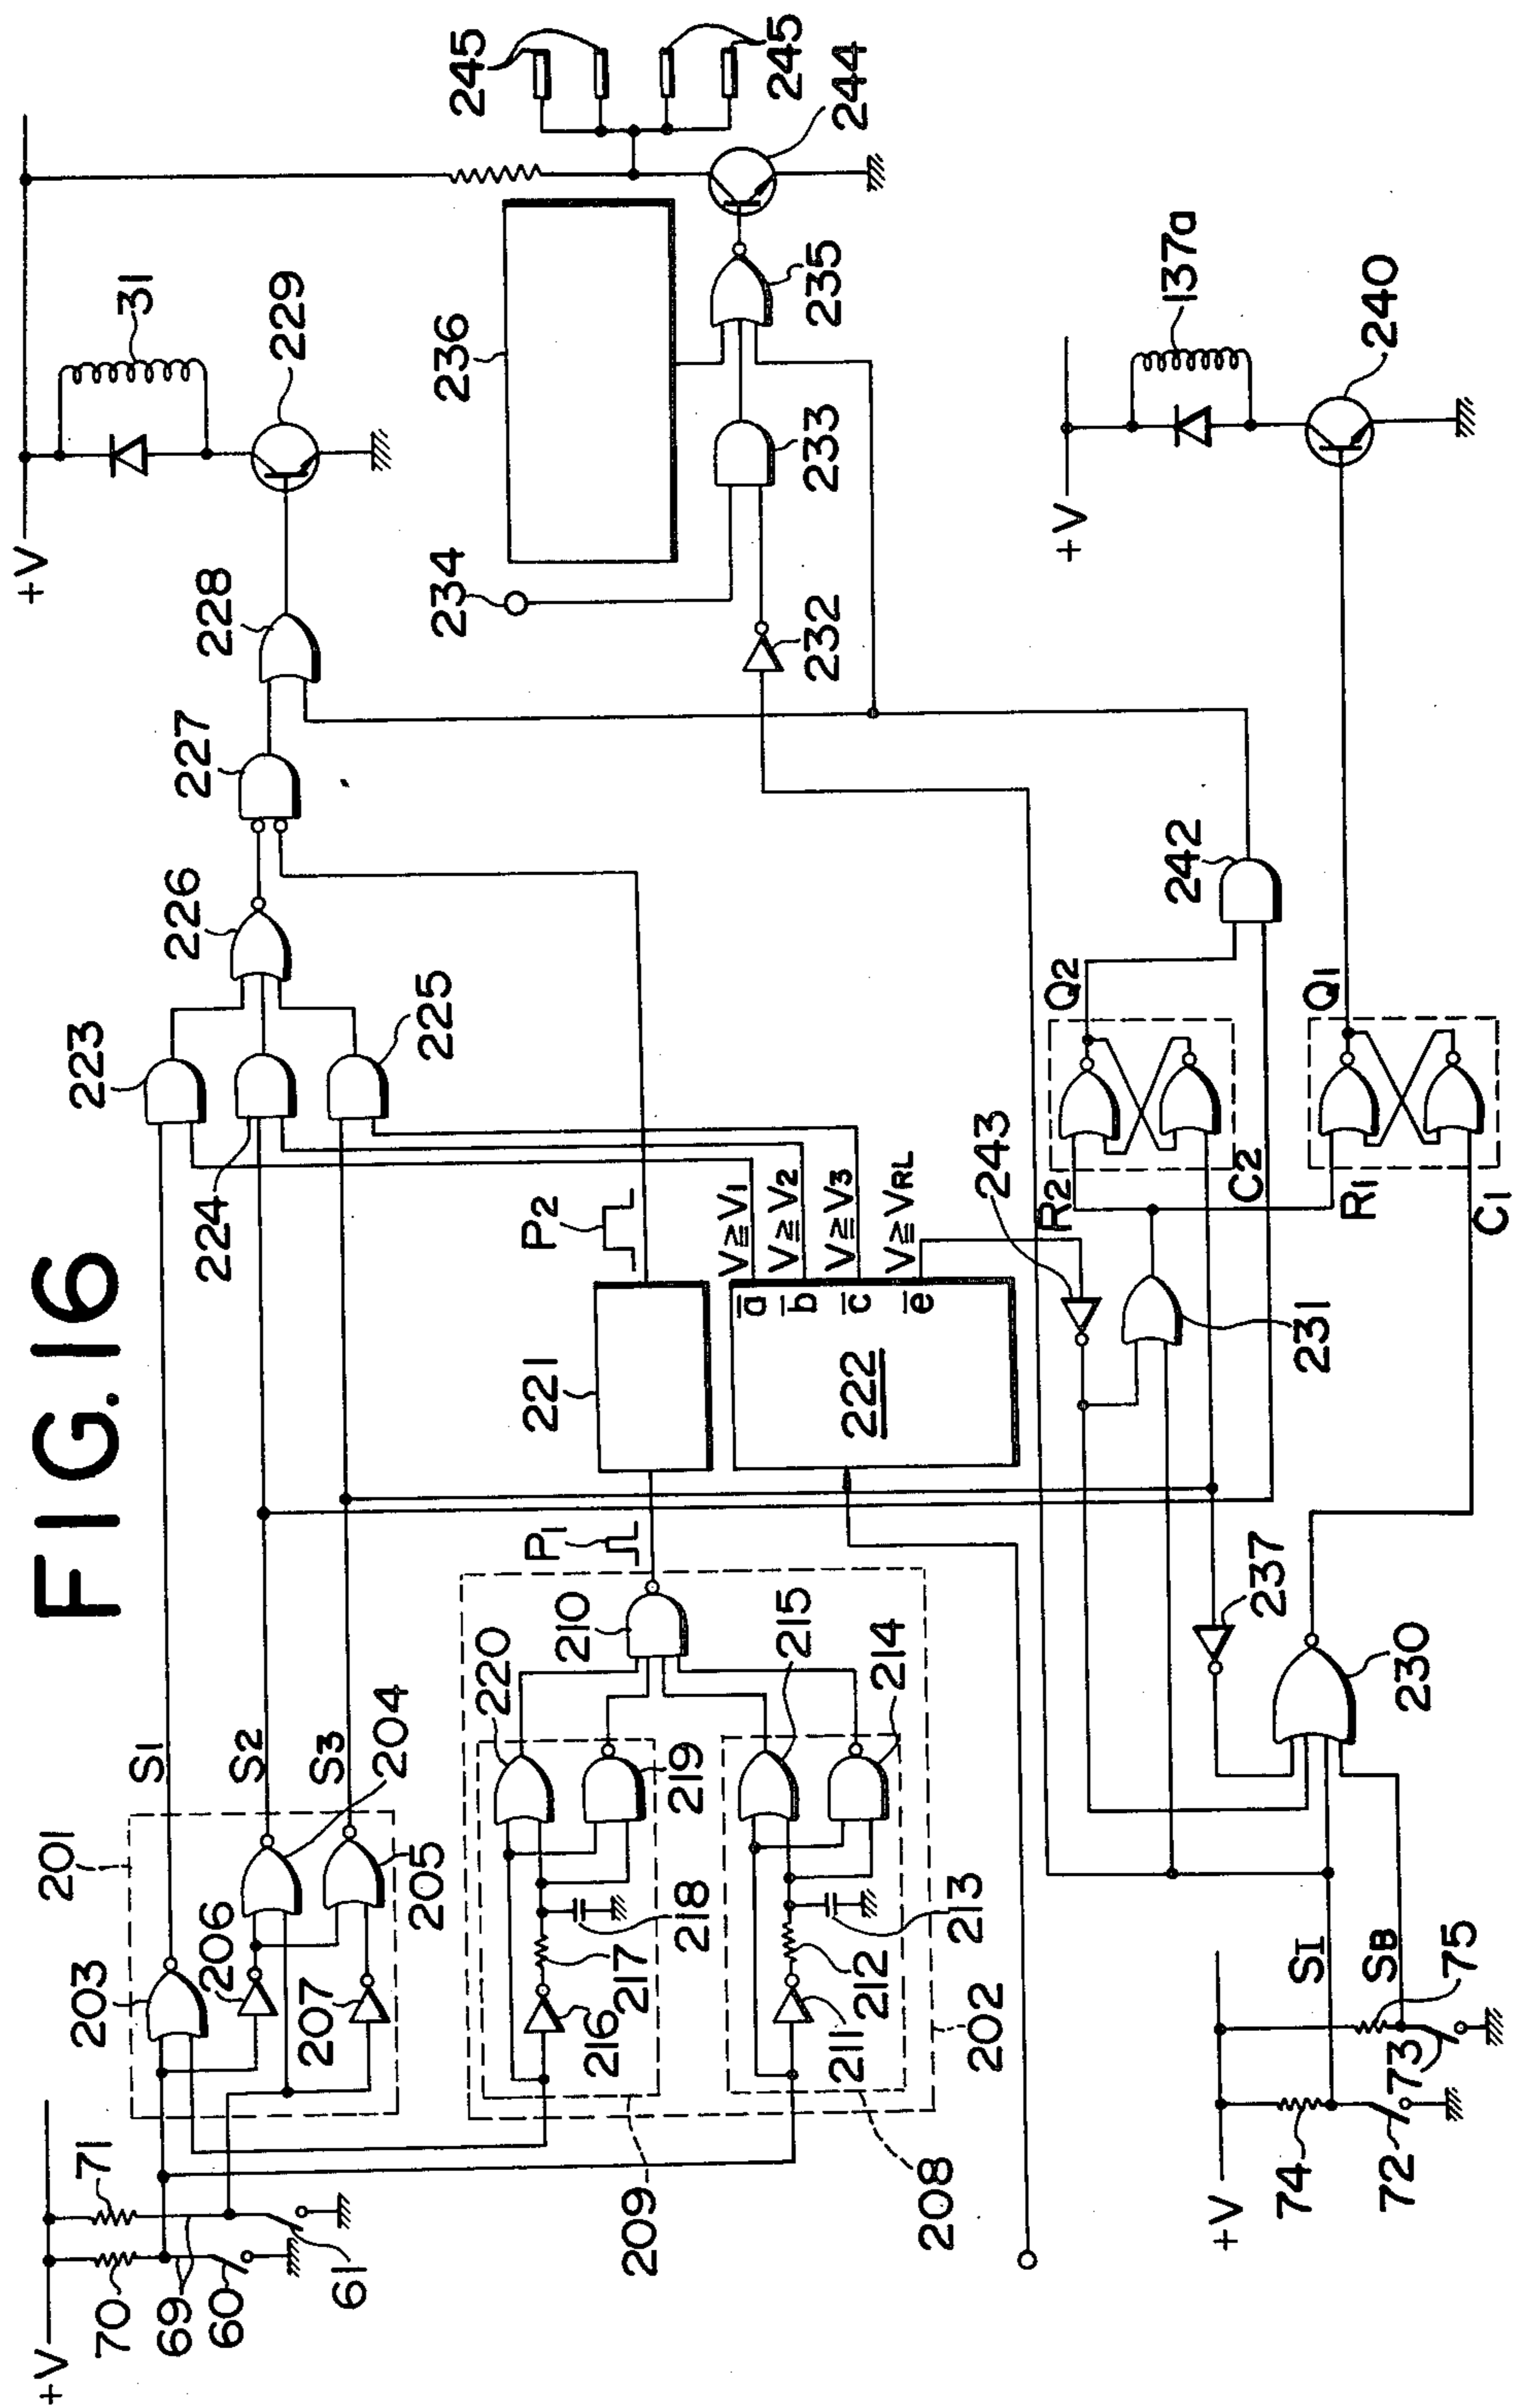 FIG.16
+V
70
71
69
60
61
201
203
206
207
204
205
S1
S2
S3
209
208
202
216
217
218
220
219
211
212
213
215
214
210
P1
221
P2
222
a
b
c
e
V≧V1
V≧V2
V≧V3
V≧VRL
223
224
225
226
227
228
229
31
+V
236
234
232
233
235
244
245
245
+V
74
72
73
75
SI
SB
237
230
231
243
R2
C2
Q2
R1
C1
Q1
242
+V
137a
240